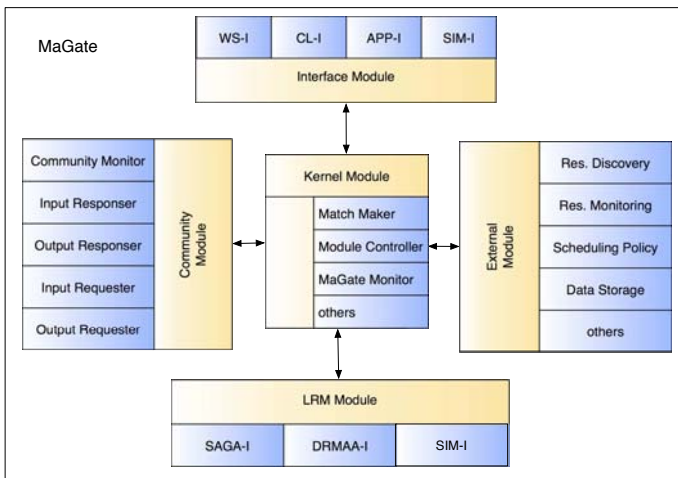 MaGate
WS-I
CL-I
APP-I
SIM-I
Interface Module
Community Monitor
Input Responser
Output Responser
Input Requester
Output Requester
Community
Module
Kernel Module
Match Maker
Module Controller
MaGate Monitor
others
External
Module
Res. Discovery
Res. Monitoring
Scheduling Policy
Data Storage
others
LRM Module
SAGA-I
DRMAA-I
SIM-I